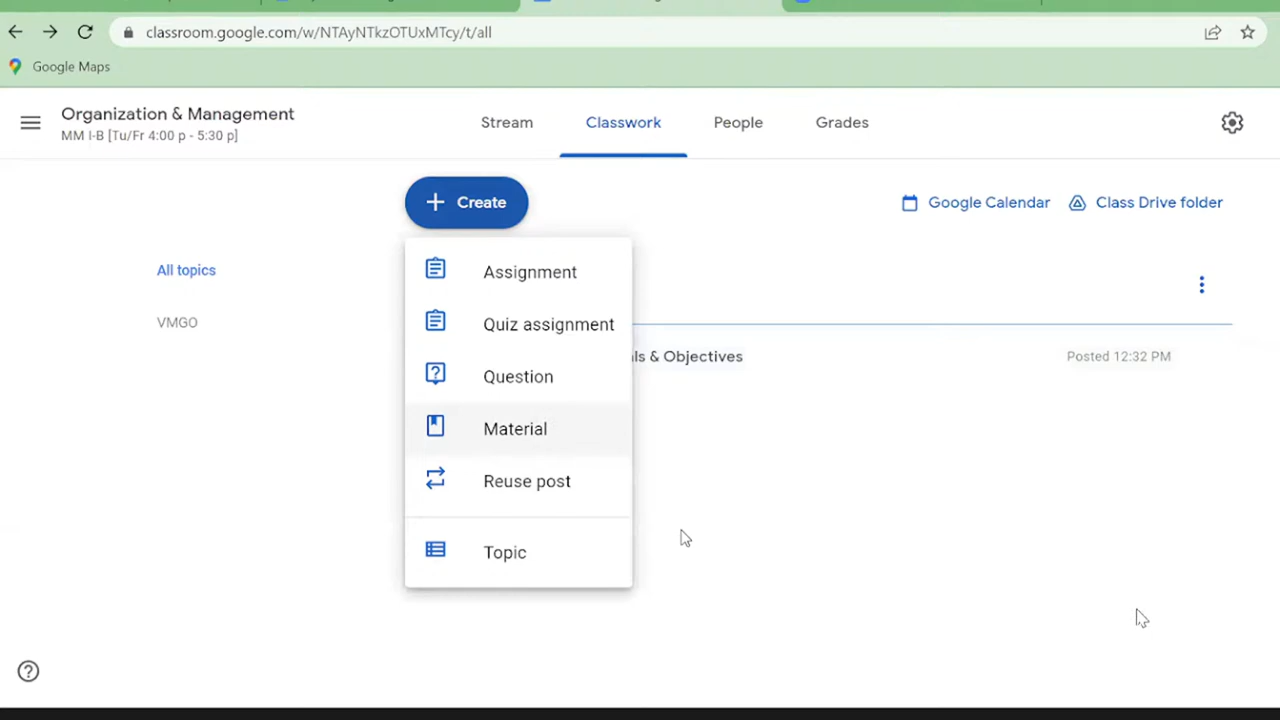 classroom.google.com/w/NTAyNTkzOTUxMTcy/t/all
Google Maps
Organization & Management
MM I-B [Tu/Fr 4:00 p - 5:30 p]
Stream
Classwork
People
Grades
Create
Google Calendar
Class Drive folder
All topics
VMGO
Assignment
Quiz assignment
Question
Material
Reuse post
Topic
& Objectives
Posted 12:32 PM